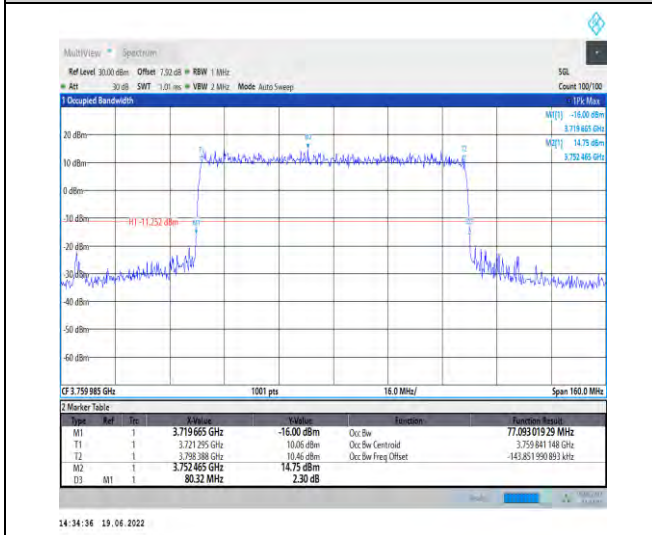 MultiView Spectrum
Ref Level 30.00 dBm Offset 7.92 dB RBW 1 MHz SGL
Att 30 dB SWT 1.01 ms VBW 2 MHz Mode Auto Sweep Count 100/100
1 Occupied Bandwidth 1Pk Max
M1[1] -16.00 dBm
3.719 665 GHz
M2[1] 14.75 dBm
3.752 465 GHz
20 dBm
10 dBm
0 dBm
-10 dBm
H1 -11.252 dBm
-20 dBm
-30 dBm
-40 dBm
-50 dBm
-60 dBm
CF 3.759 985 GHz 1001 pts 16.0 MHz/ Span 160.0 MHz
2 Marker Table
Type Ref Trc X-Value Y-Value Function Function Result
M1 1 3.719 665 GHz -16.00 dBm Occ Bw 77.093 019 29 MHz
T1 1 3.721 295 GHz 10.06 dBm Occ Bw Centroid 3.759 841 148 GHz
T2 1 3.798 388 GHz 10.46 dBm Occ Bw Freq Offset -143.851 990 893 kHz
M2 1 3.752 465 GHz 14.75 dBm
D3 M1 1 80.32 MHz 2.30 dB
14:34:36 19.06.2022